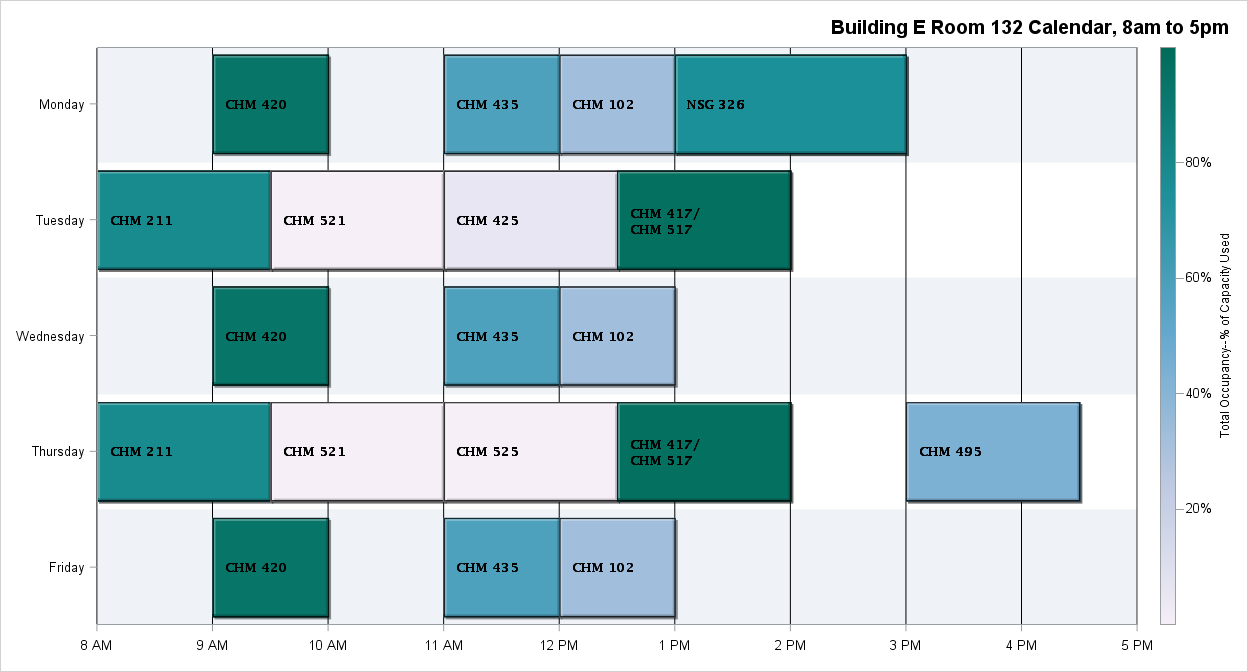 Building E Room 132 Calendar, 8am to 5pm
Monday
CHM 420
CHM 435
CHM 102
NSG 326
Tuesday
CHM 211
CHM 521
CHM 425
CHM 417/
CHM 517
Wednesday
CHM 420
CHM 435
CHM 102
Thursday
CHM 211
CHM 521
CHM 525
CHM 417/
CHM 517
CHM 495
Friday
CHM 420
CHM 435
CHM 102
8 AM
9 AM
10 AM
11 AM
12 PM
1 PM
2 PM
3 PM
4 PM
5 PM
80%
60%
40%
20%
Total Occupancy--% of Capacity Used